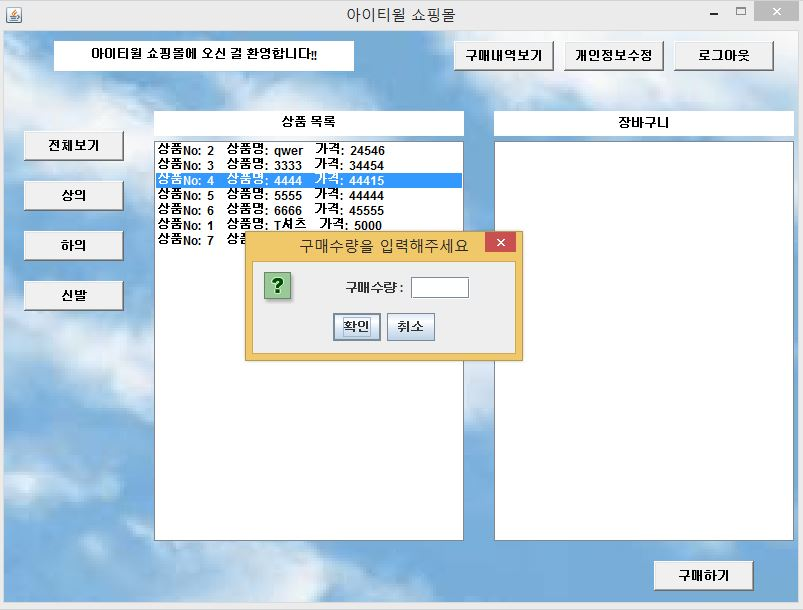 아이티윌 쇼핑몰
아이티윌 쇼핑몰에 오신 걸 환영합니다!!
구매내역보기
개인정보수정
로그아웃
상품 목록
장바구니
전체보기
상의
하의
신발
상품No: 2 상품명: qwer 가격: 24546
상품No: 3 상품명: 3333 가격: 34454
상품No: 4 상품명: 4444 가격: 44415
상품No: 5 상품명: 5555 가격: 44444
상품No: 6 상품명: 6666 가격: 45555
상품No: 1 상품명: T셔츠 가격: 5000
상품No: 7
구매수량을 입력해주세요
?
구매수량 :
확인
취소
구매하기